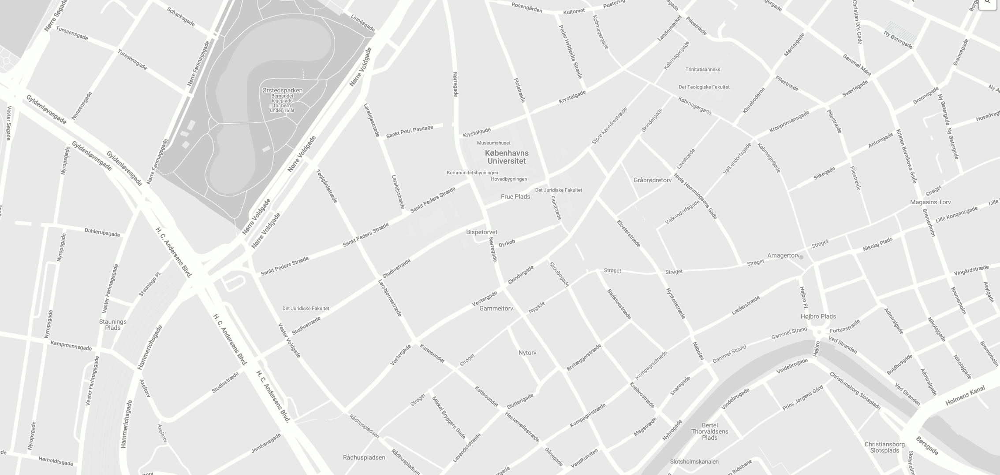 Nørre Søgade
Schacksgade
Linnésgade
Rosengården
Kultorvet
Pustervig
Christian IX's Gade
Turesensgade
Turesensgade
Nørre Farimagsgade
Nørre Voldgade
Nørregade
Fiolstræde
Peder Hvitfeldts Stræde
Købmagergade
Landemærket
Pilestræde
Købmagergade
Møntergade
Ny Østergade
Gammel Mønt
Grønnegade
Trinitatisanneks
Det Teologiske Fakultet
Pilestræde
Sværtegade
Grønnegade
Ny Østergade
Ørstedsparken
Bemandet
legeplads
for børn
under 16 år
Gyldenløvesgade
Vester Søgade
Nansensgade
Larslejsstræde
Sankt Petri Passage
Krystalgade
Krystalgade
Store Kannikestræde
Skindergade
Købmagergade
Klareboderne
Kronprinsensgade
Pilestræde
Antonigade
Kristen Bernikows Gade
Ny Østergade
Gyldenløvesgade
Gyldenløvesgade
Nyropsgade
Nørre Farimagsgade
Nørre Voldgade
Museumshuset
Københavns
Universitet
Kommunitetsbygningen
Hovedbygningen
Det Juridiske Fakultet
Frue Plads
Gråbrødretorv
Løvstræde
Valkendorfsgade
Købmagergade
Silkegade
Pilestræde
Strøget
Magasins Torv
Teglgårdstræde
Larslejsstræde
Sankt Peders Stræde
Fiolstræde
Niels Hemmingsens Gade
Valkendorfsgade
Bremerholm
Lille Kongensgade
Dahlerupsgade
Nyropsgade
H. C. Andersens Blvd.
Nørre Voldgade
Nørre Voldgade
Sankt Peders Stræde
Bispetorvet
Nørregade
Dyrkøb
Klosterstræde
Strøget
Nikolaj Plads
Amagertorv
Sankt Peders Stræde
Studiestræde
Skindergade
Skoubogade
Strøget
Strøget
Strøget
Vingårdstræde
Asylgade
Staunings Pl.
Vester Farimagsgade
Larsbjørnsstræde
Vestergade
Gammeltorv
Nygade
Badstuestræde
Hyskenstræde
Læderstræde
Højbro Pl.
Højbro Plads
Bremerholm
Det Juridiske Fakultet
Studiestræde
Staunings
Plads
Nyropsgade
H. C. Andersens Blvd.
Hammerichsgade
Vester Voldgade
Kampmannsgade
Vestergade
Kattesundet
Strøget
Nytorv
Brolæggerstræde
Kompagnistræde
Naboløs
Gammel Strand
Gammel Strand
Fortunstræde
Højbro
Ved Stranden
Admiralgade
Nikolajgade
Bremerholm
Vester Farimagsgade
Axeltorv
Studiestræde
H. C. Andersens Blvd.
Strøget
Mikkel Bryggers Gade
Kattesundet
Slutterigade
Knabrostræde
Snaregade
Vindebrogade
Vindebrogade
Prins Jørgens Gård
Christiansborg Slotsplads
Boldhusgade
Admiralgade
Nikolajgade
Ved Stranden
Holmens Kanal
Nyropsgade
Hammerichsgade
Axeltorv
Jernbanegade
Rådhuspladsen
Rådhuspladsen
Rådhuspladsen
Lavendelstræde
Hestemøllestræde
Kompagnistræde
Gåsegade
Vandkunsten
Magstræde
Nybrogade
Bertel
Thorvaldsens
Plads
Slotsholmskanalen
Christiansborg
Slotsplads
Børsgade
Herholdtsgade